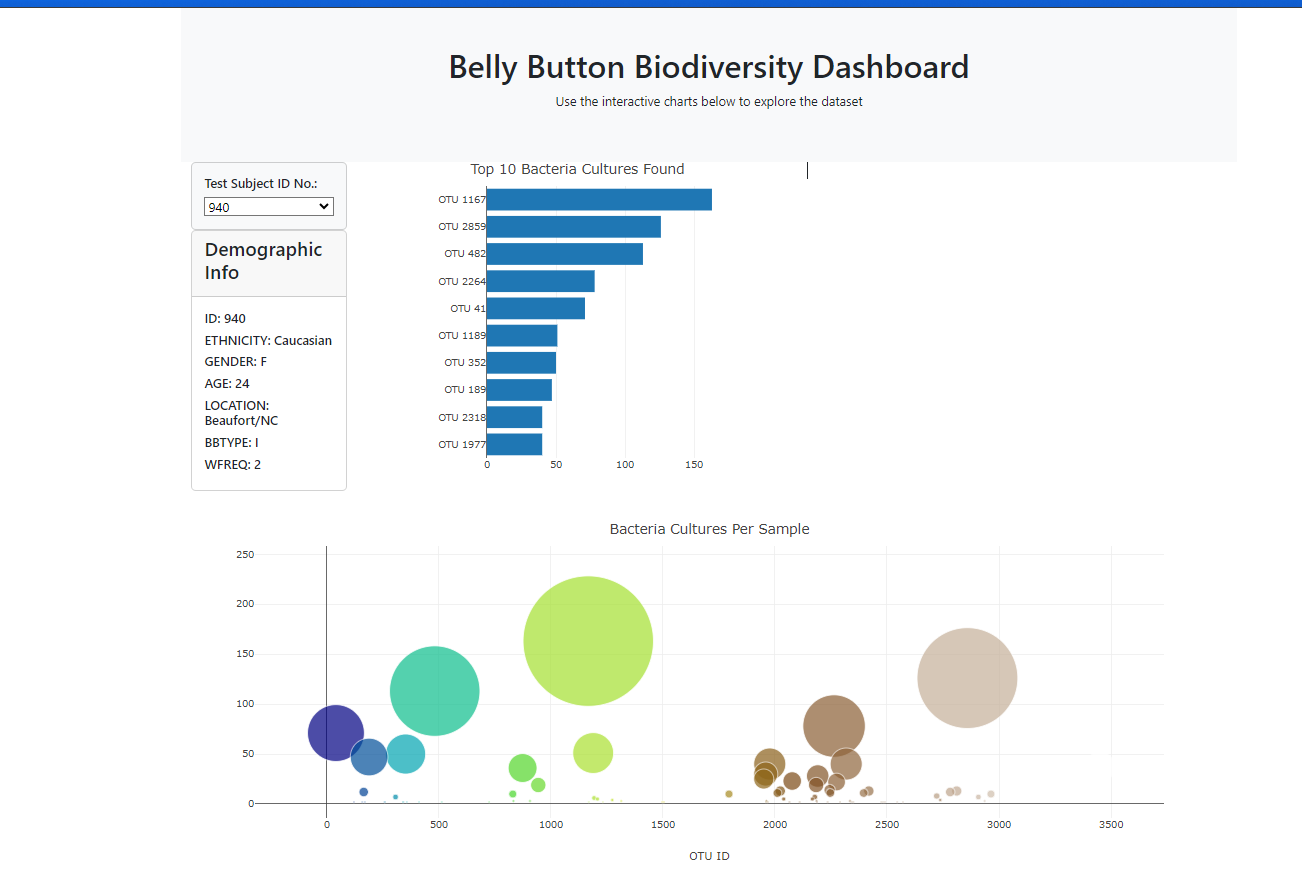 Belly Button Biodiversity Dashboard
Use the interactive charts below to explore the dataset
Test Subject ID No.:
940
Demographic
Info
ID: 940
ETHNICITY: Caucasian
GENDER: F
AGE: 24
LOCATION:
Beaufort/NC
BBTYPE: I
WFREQ: 2
Top 10 Bacteria Cultures Found
OTU 1167
OTU 2859
OTU 482
OTU 2264
OTU 41
OTU 1189
OTU 352
OTU 189
OTU 2318
OTU 1977
0 50 100 150
Bacteria Cultures Per Sample
250
200
150
100
50
0
0 500 1000 1500 2000 2500 3000 3500
OTU ID